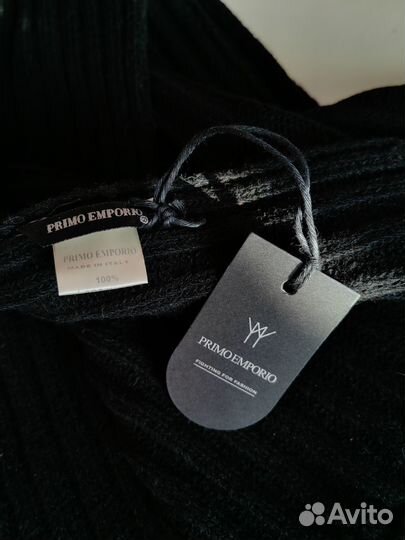 PRIMO EMPORIO®
PRIMO EMPORIO
MADE IN ITALY
100%
PRIMO EMPORIO
FIGHTING FOR FASHION
Avito